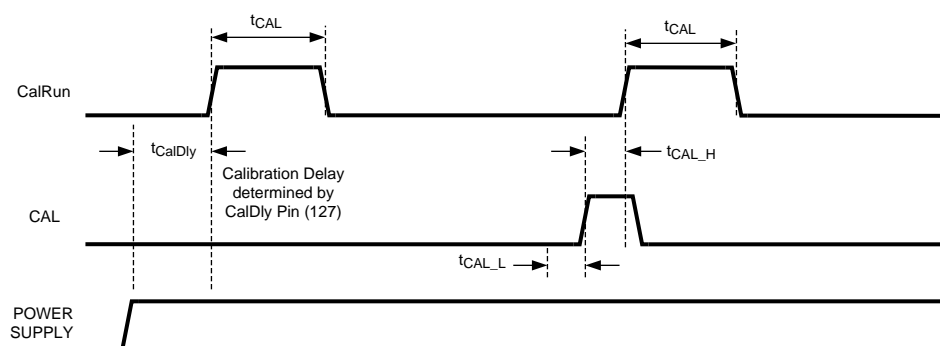 tCAL
tCAL
CalRun
tCalDly
tCAL_H
Calibration Delay
determined by
CalDly Pin (127)
CAL
tCAL_L
POWER
SUPPLY